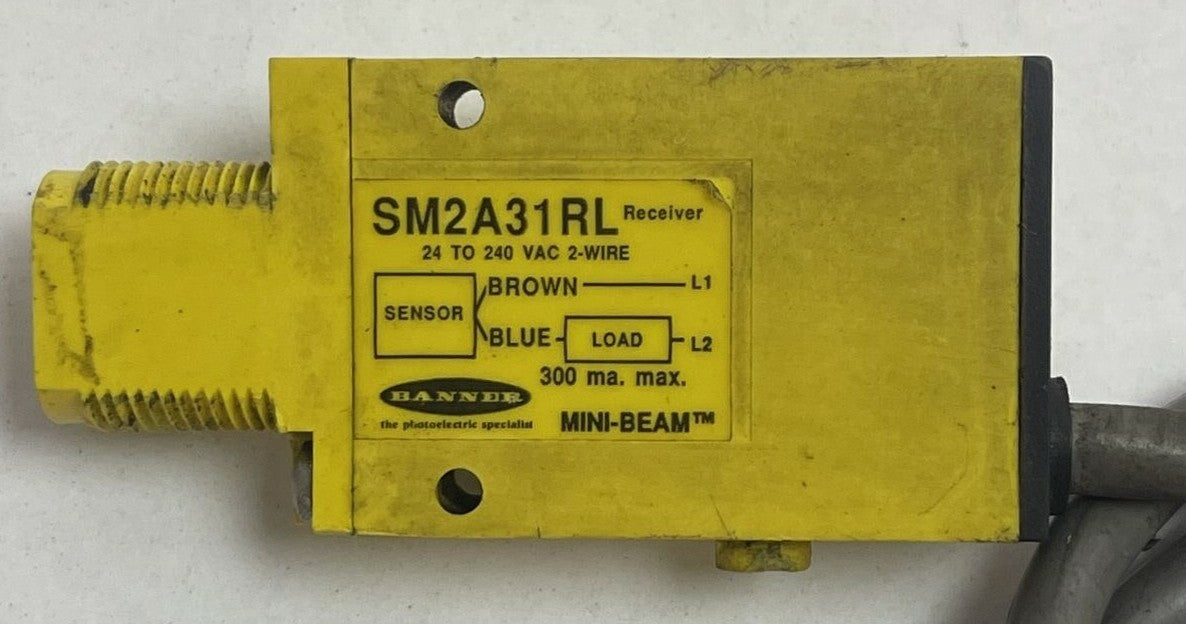 SM2A31RL Receiver
24 TO 240 VAC 2-WIRE
BROWN L1
SENSOR
BLUE LOAD L2
300 ma. max.
BANNER
the photoelectric specialist MINI-BEAM™